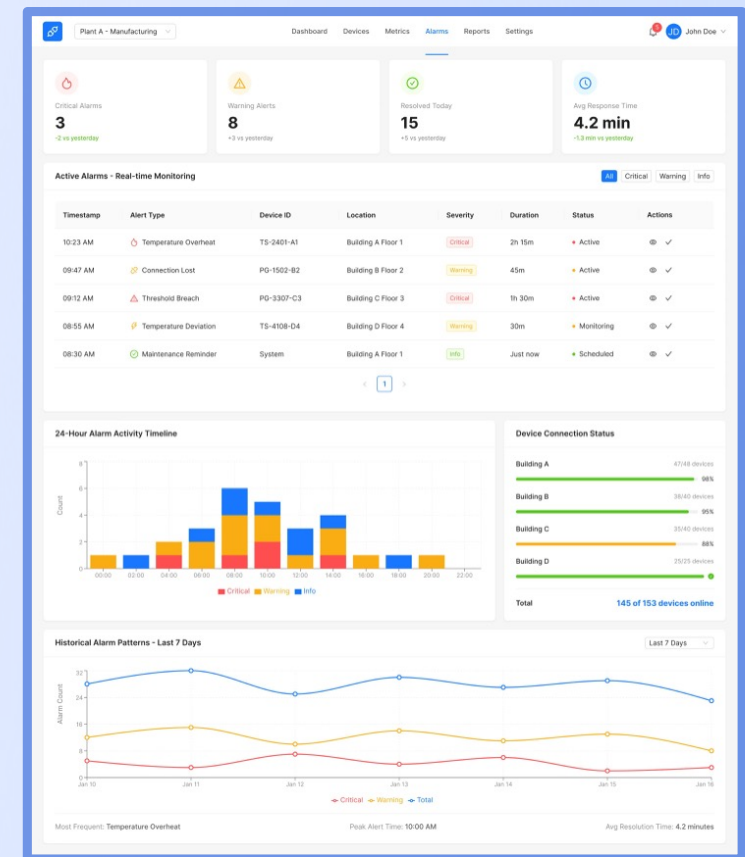 Plant A - Manufacturing Dashboard Devices Metrics Alarms Reports Settings JD John Doe
Critical Alarms Warning Alerts Resolved Today Avg Response Time
3 8 15 4.2 min
-2 vs yesterday +3 vs yesterday +5 vs yesterday -1.3 min vs yesterday
Active Alarms - Real-time Monitoring All Critical Warning Info
Timestamp Alert Type Device ID Location Severity Duration Status Actions
10:23 AM Temperature Overheat TS-2401-A1 Building A Floor 1 Critical 2h 15m Active
09:47 AM Connection Lost PG-1502-B2 Building B Floor 2 Warning 45m Active
09:12 AM Threshold Breach PG-3307-C3 Building C Floor 3 Critical 1h 30m Active
08:55 AM Temperature Deviation TS-4108-D4 Building D Floor 4 Warning 30m Monitoring
08:30 AM Maintenance Reminder System Building A Floor 1 Info Just now Scheduled
< 1 >
24-Hour Alarm Activity Timeline
8
6
4
2
0
Count
00:00 02:00 04:00 06:00 08:00 10:00 12:00 14:00 16:00 18:00 20:00 22:00
Critical Warning Info
Device Connection Status
Building A 47/48 devices
98%
Building B 38/40 devices
95%
Building C 35/40 devices
88%
Building D 25/25 devices
Total 145 of 153 devices online
Historical Alarm Patterns - Last 7 Days Last 7 Days
32
24
16
8
0
Alarm Count
Jan 10 Jan 11 Jan 12 Jan 13 Jan 14 Jan 15 Jan 16
Critical Warning Total
Most Frequent: Temperature Overheat Peak Alert Time: 10:00 AM Avg Resolution Time: 4.2 minutes